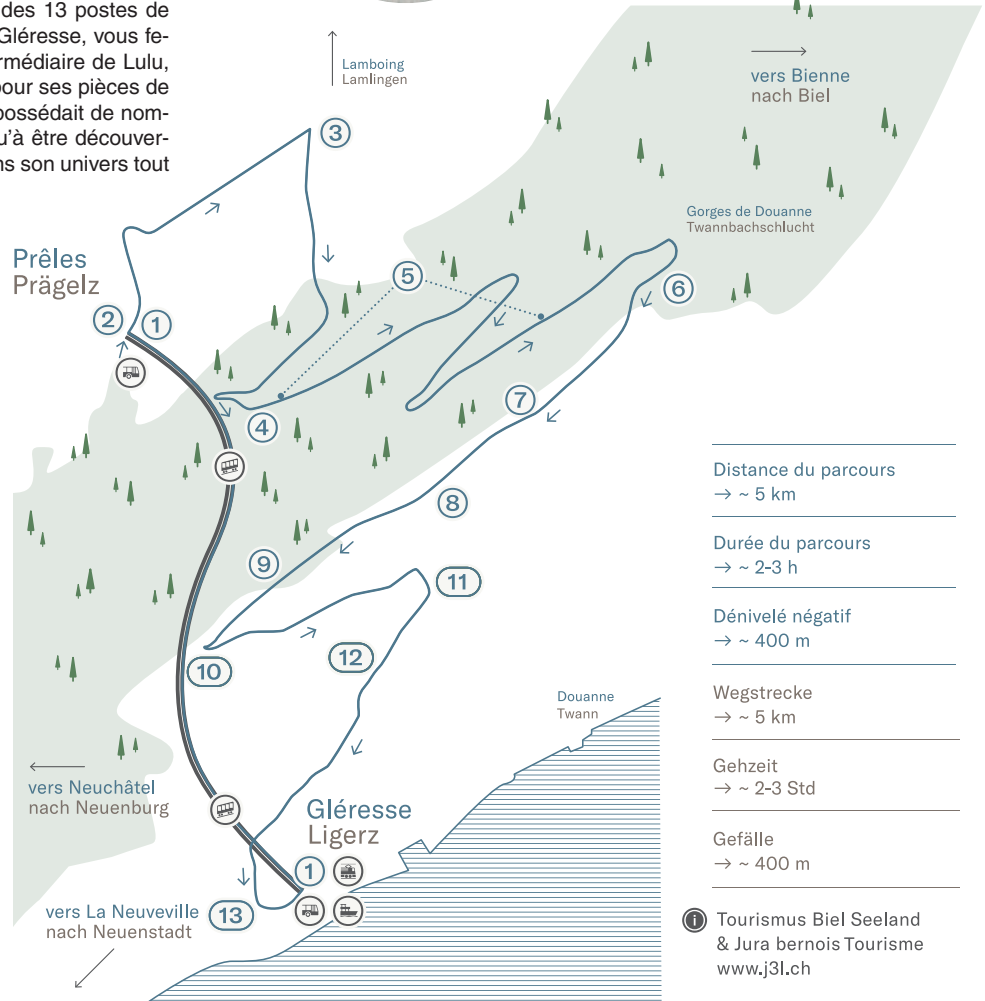 des 13 postes de
Gléresse, vous fe-
rmédiaire de Lulu,
pour ses pièces de
possédait de nom-
u'à être découver-
ns son univers tout
Lamboing
Lamlingen
vers Bienne
nach Biel
3
Gorges de Douanne
Twannbachschlucht
Prêles
Prägelz
5
6
2
1
7
4
8
9
11
12
10
Distance du parcours
→ ~ 5 km
Durée du parcours
→ ~ 2-3 h
Dénivelé négatif
→ ~ 400 m
Wegstrecke
→ ~ 5 km
Gehzeit
→ ~ 2-3 Std
Gefälle
→ ~ 400 m
Douanne
Twann
vers Neuchâtel
nach Neuenburg
Gléresse
Ligerz
1
13
vers La Neuveville
nach Neuenstadt
i Tourismus Biel Seeland
& Jura bernois Tourisme
www.j3l.ch